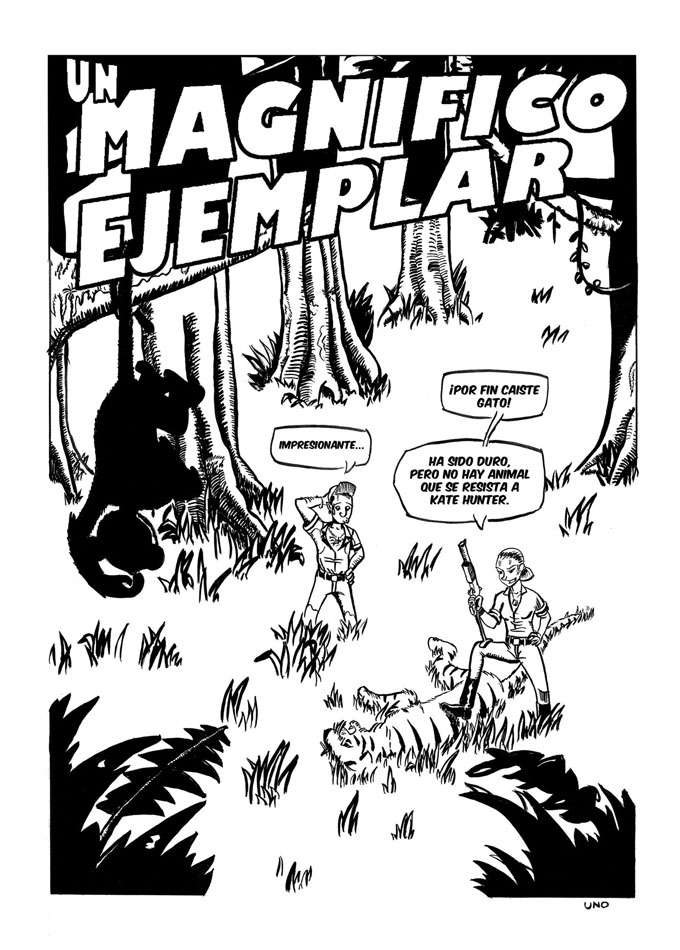 UN
MAGNIFICO
EJEMPLAR
¡POR FIN CAISTE
GATO!
IMPRESIONANTE...
HA SIDO DURO,
PERO NO HAY ANIMAL
QUE SE RESISTA A
KATE HUNTER.
UNO